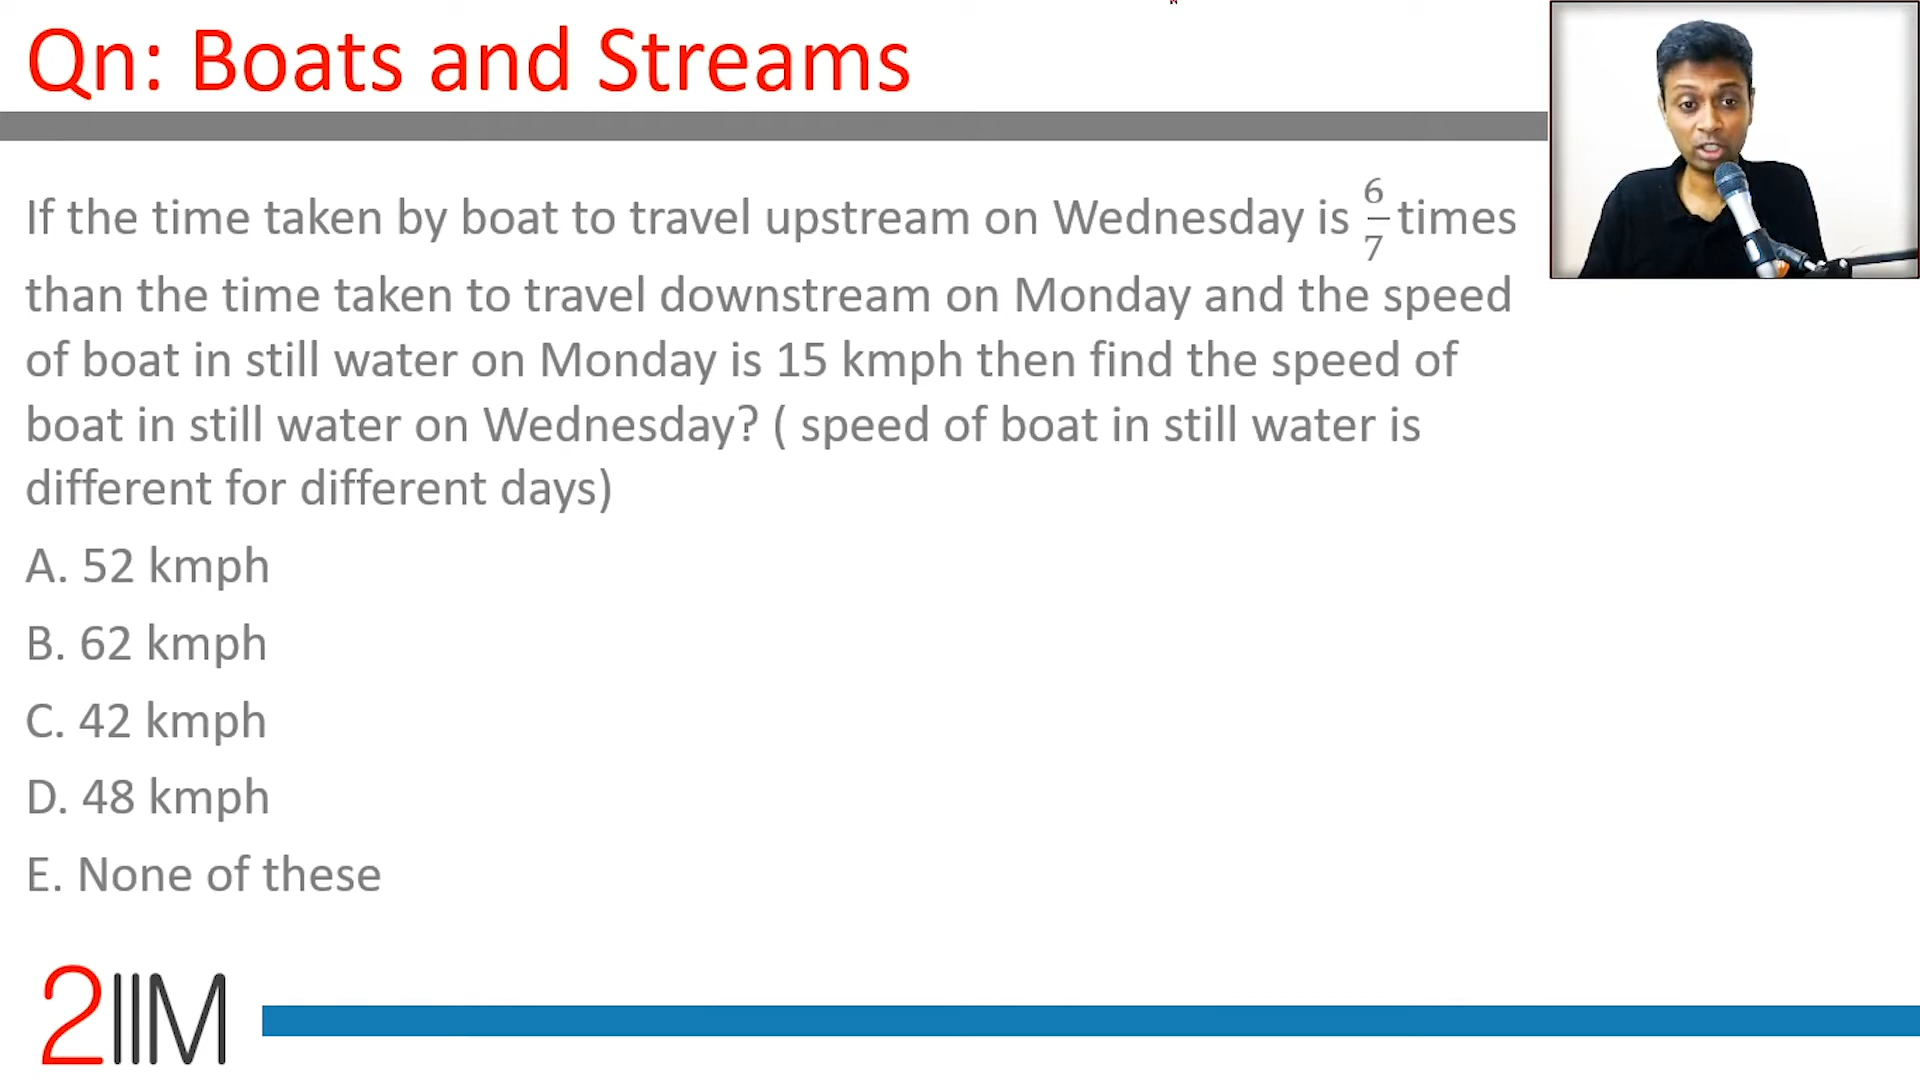 Qn: Boats and Streams
If the time taken by boat to travel upstream on Wednesday is 6/7 times
than the time taken to travel downstream on Monday and the speed
of boat in still water on Monday is 15 kmph then find the speed of
boat in still water on Wednesday? ( speed of boat in still water is
different for different days)
A. 52 kmph
B. 62 kmph
C. 42 kmph
D. 48 kmph
E. None of these
2IIM